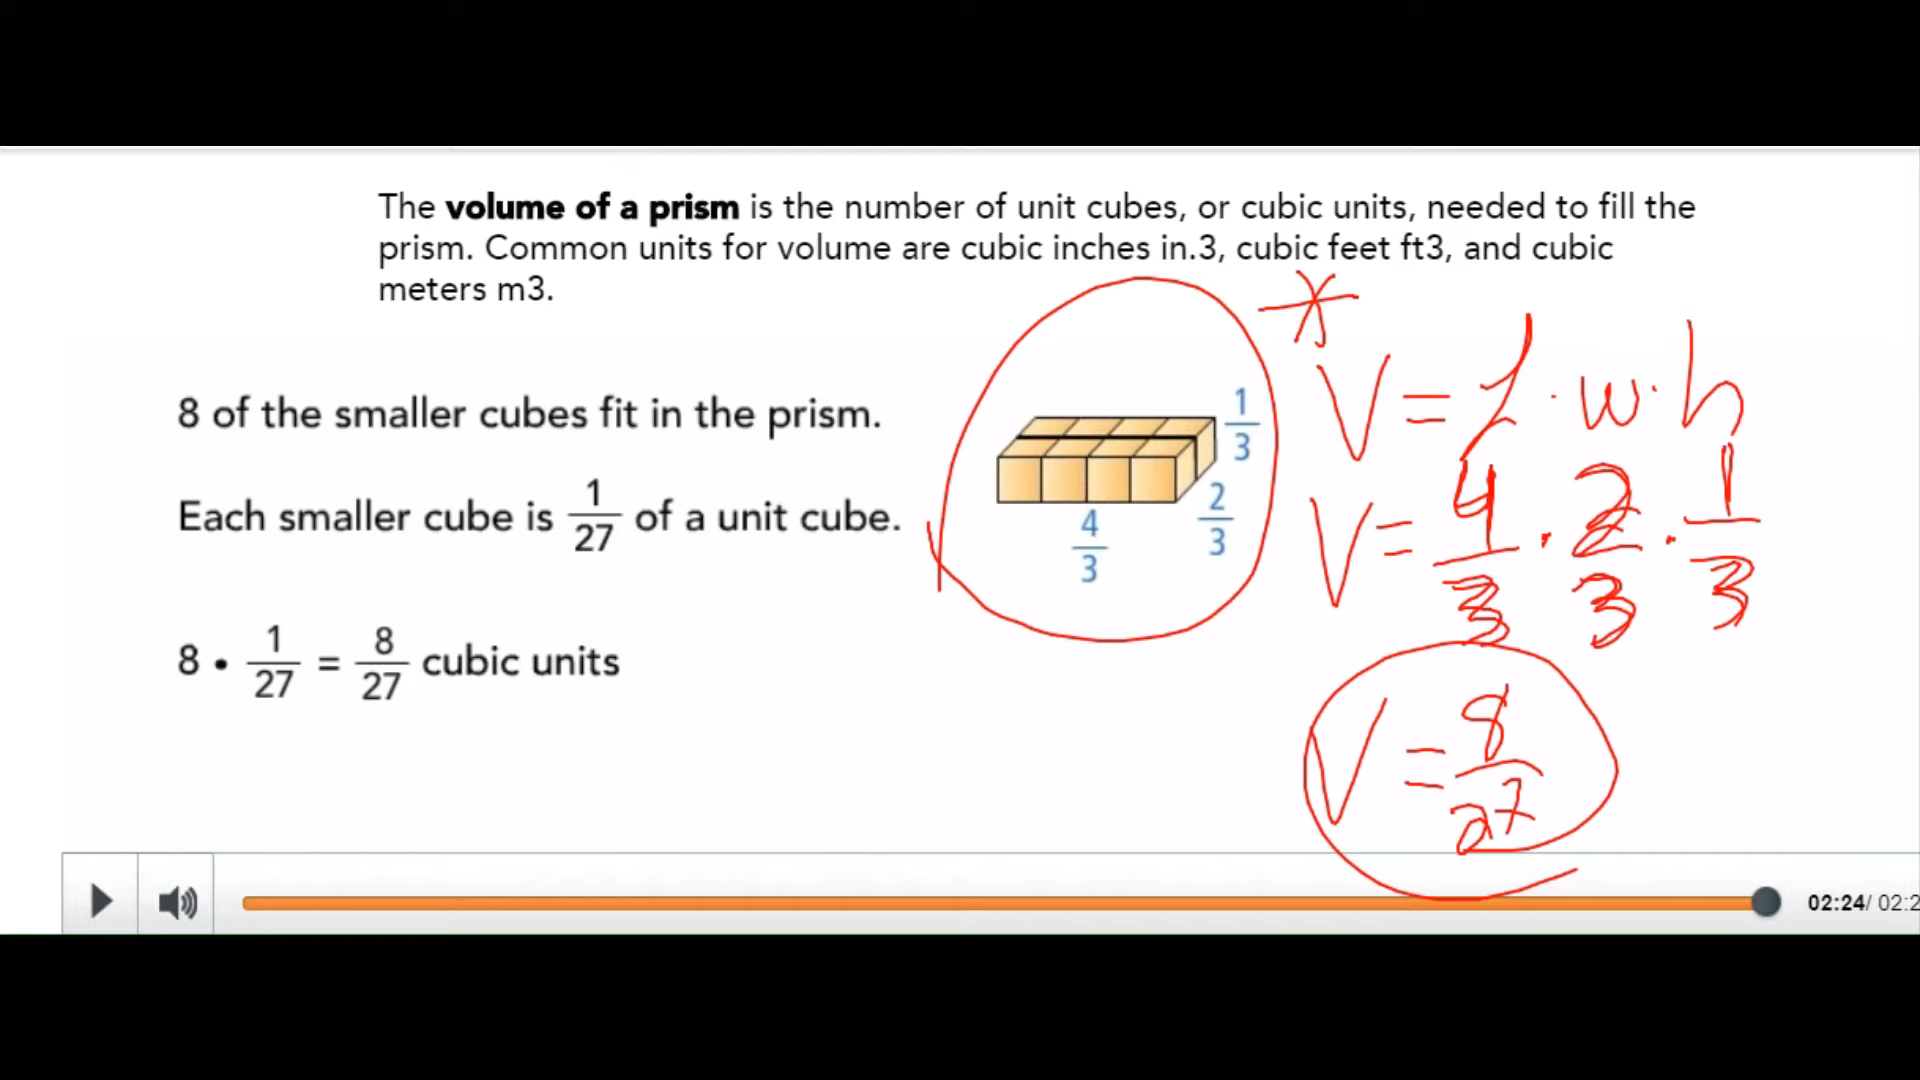 The volume of a prism is the number of unit cubes, or cubic units, needed to fill the
prism. Common units for volume are cubic inches in.3, cubic feet ft3, and cubic
meters m3.
8 of the smaller cubes fit in the prism.
Each smaller cube is 1/27 of a unit cube.
8 • 1/27 = 8/27 cubic units
1/3
2/3
4/3
*
V = l · w · h
V = 4/3 · 2/3 · 1/3
V = 8/27
02:24/ 02:2